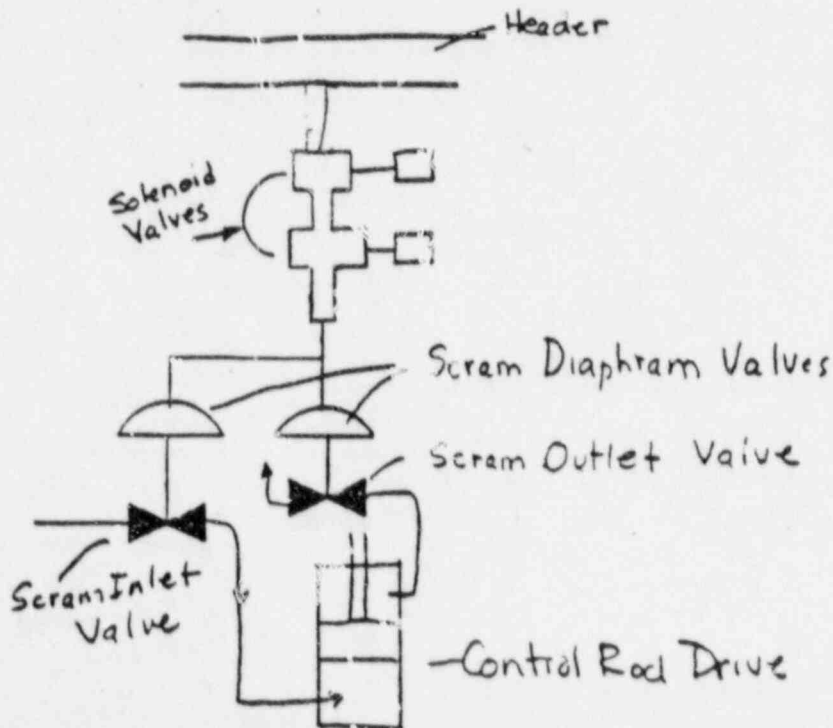 Header
Solenoid
Valves
Scram Diaphram Valves
Scram Outlet Valve
Scram Inlet
Valve
Control Rod Drive